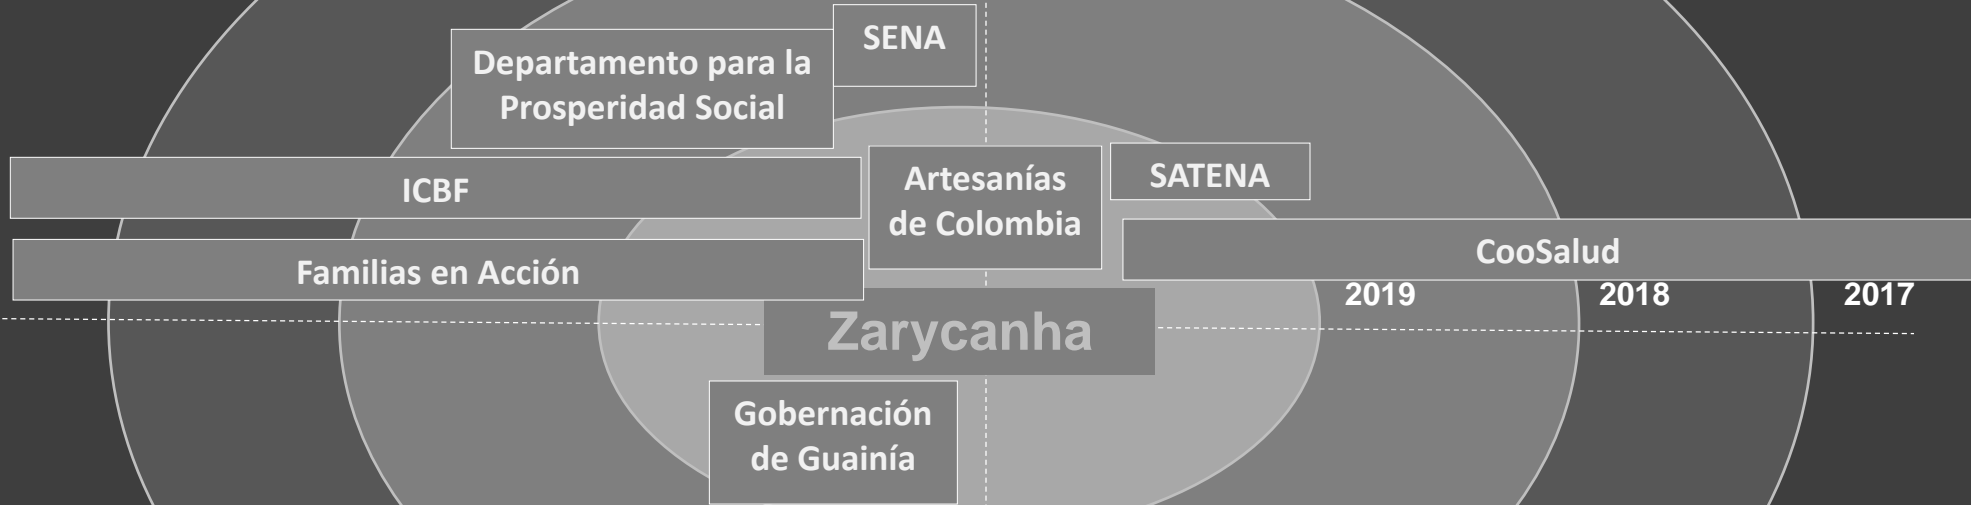 SENA
Departamento para la
Prosperidad Social
Artesanías
de Colombia
SATENA
ICBF
CooSalud
Familias en Acción
2019
2018
2017
Zarycanha
Gobernación
de Guainía